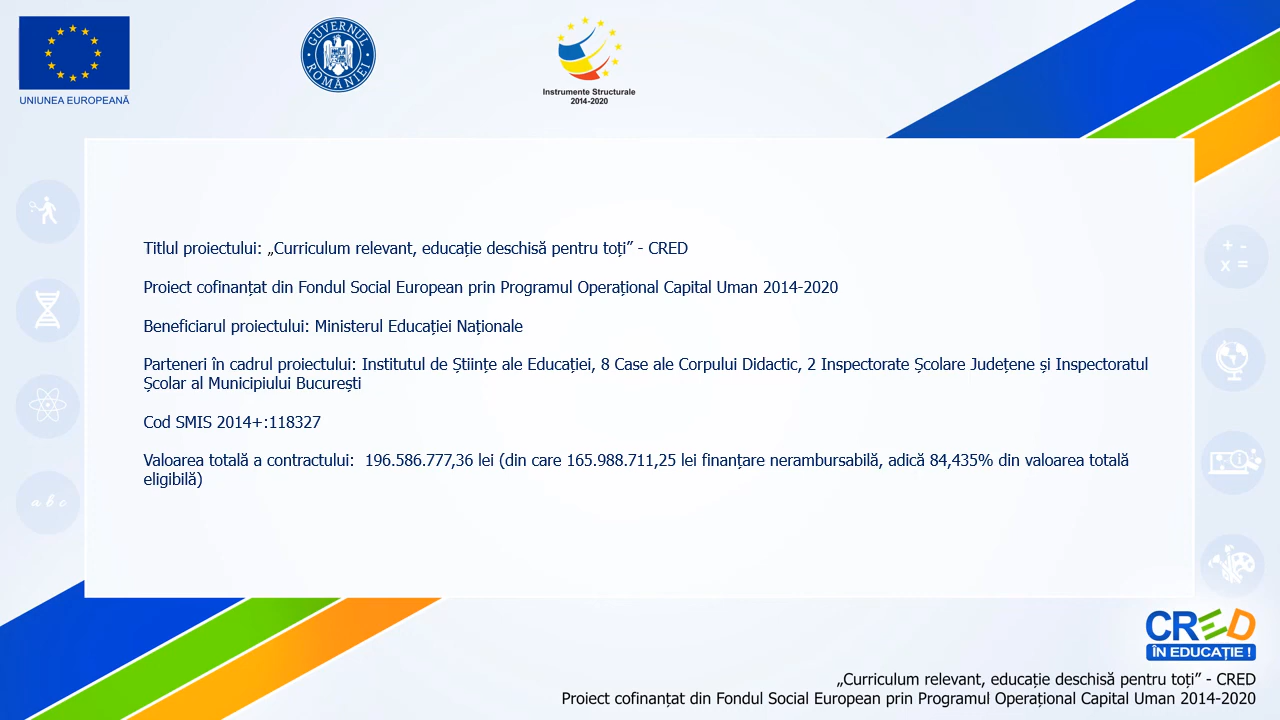 UNIUNEA EUROPEANĂ
GUVERNUL ROMÂNIEI
Instrumente Structurale
2014-2020
+ -
x =
a b c
Titlul proiectului: „Curriculum relevant, educație deschisă pentru toți” - CRED
Proiect cofinanțat din Fondul Social European prin Programul Operațional Capital Uman 2014-2020
Beneficiarul proiectului: Ministerul Educației Naționale
Parteneri în cadrul proiectului: Institutul de Științe ale Educației, 8 Case ale Corpului Didactic, 2 Inspectorate Școlare Județene și Inspectoratul
Școlar al Municipiului București
Cod SMIS 2014+:118327
Valoarea totală a contractului:  196.586.777,36 lei (din care 165.988.711,25 lei finanțare nerambursabilă, adică 84,435% din valoarea totală
eligibilă)
CRED
ÎN EDUCAȚIE !
„Curriculum relevant, educație deschisă pentru toți” - CRED
Proiect cofinanțat din Fondul Social European prin Programul Operațional Capital Uman 2014-2020